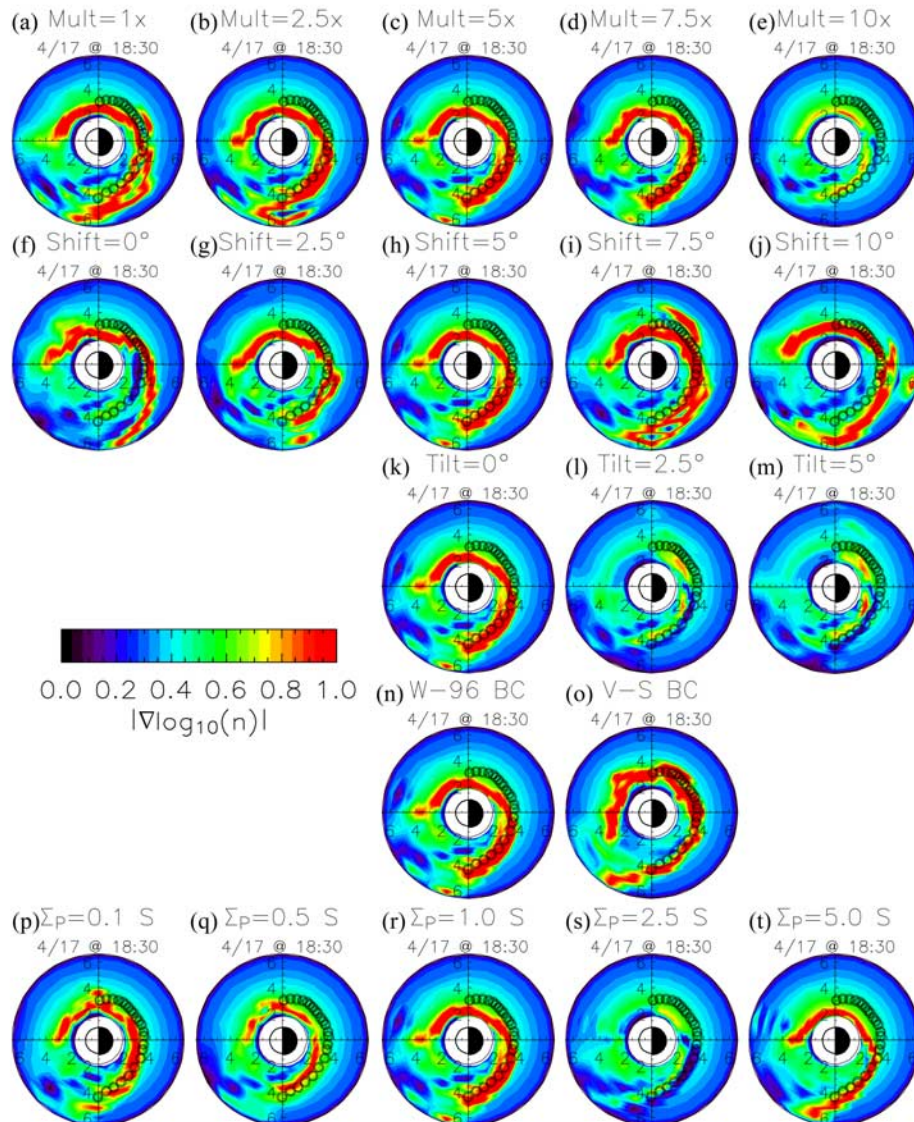 (a) Mult=1x (b) Mult=2.5x (c) Mult=5x (d) Mult=7.5x (e) Mult=10x
4/17 @ 18:30 4/17 @ 18:30 4/17 @ 18:30 4/17 @ 18:30 4/17 @ 18:30
(f) Shift=0° (g) Shift=2.5° (h) Shift=5° (i) Shift=7.5° (j) Shift=10°
4/17 @ 18:30 4/17 @ 18:30 4/17 @ 18:30 4/17 @ 18:30 4/17 @ 18:30
(k) Tilt=0° (l) Tilt=2.5° (m) Tilt=5°
4/17 @ 18:30 4/17 @ 18:30 4/17 @ 18:30
0.0 0.2 0.4 0.6 0.8 1.0
|∇log₁₀(n)|
(n) W-96 BC (o) V-S BC
4/17 @ 18:30 4/17 @ 18:30
(p) Σ_P=0.1 S (q) Σ_P=0.5 S (r) Σ_P=1.0 S (s) Σ_P=2.5 S (t) Σ_P=5.0 S
4/17 @ 18:30 4/17 @ 18:30 4/17 @ 18:30 4/17 @ 18:30 4/17 @ 18:30